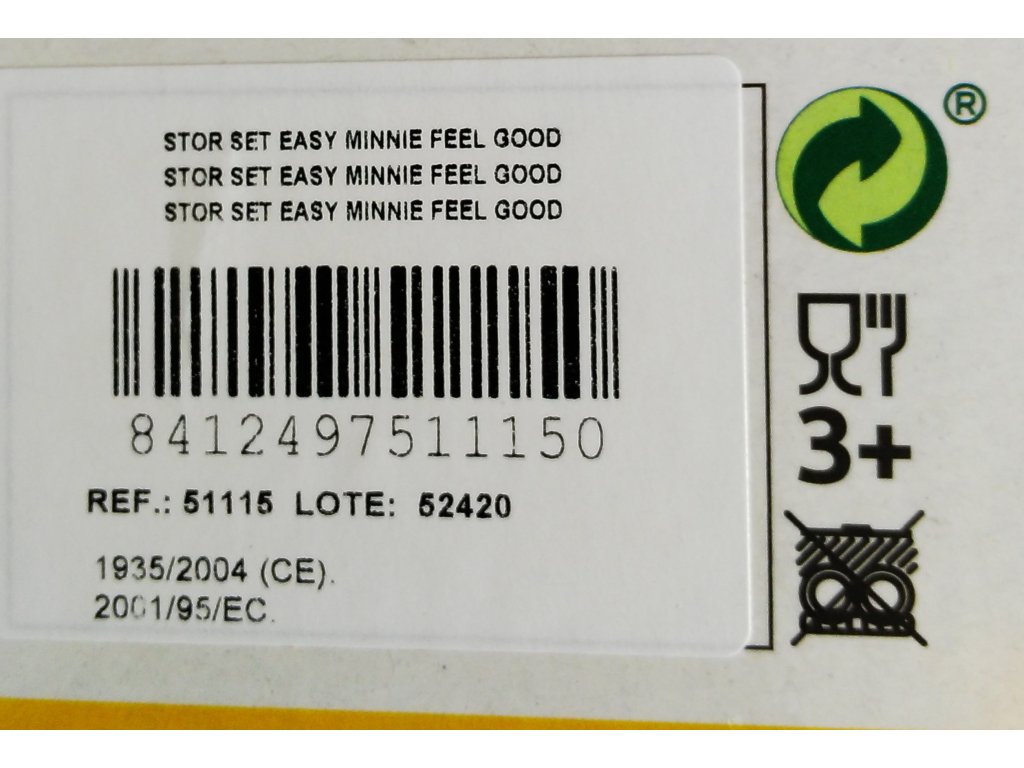 STOR SET EASY MINNIE FEEL GOOD
STOR SET EASY MINNIE FEEL GOOD
STOR SET EASY MINNIE FEEL GOOD
8412497511150
REF.: 51115 LOTE: 52420
1935/2004 (CE).
2001/95/EC.
®
3+